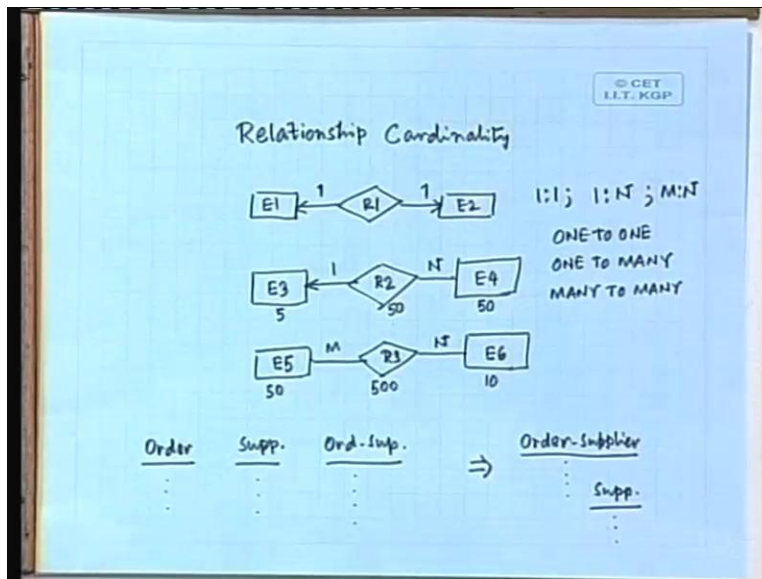 © CET
I.I.T. KGP
Relationship Cardinality
E1 1 R1 1 E2
1:1; 1:N; M:N
ONE TO ONE
ONE TO MANY
MANY TO MANY
E3 1 R2 N E4
5 50 50
E5 M R3 N E6
50 500 10
Order Supp. Ord-Sup. ⇒ Order-Supplier
Supp.